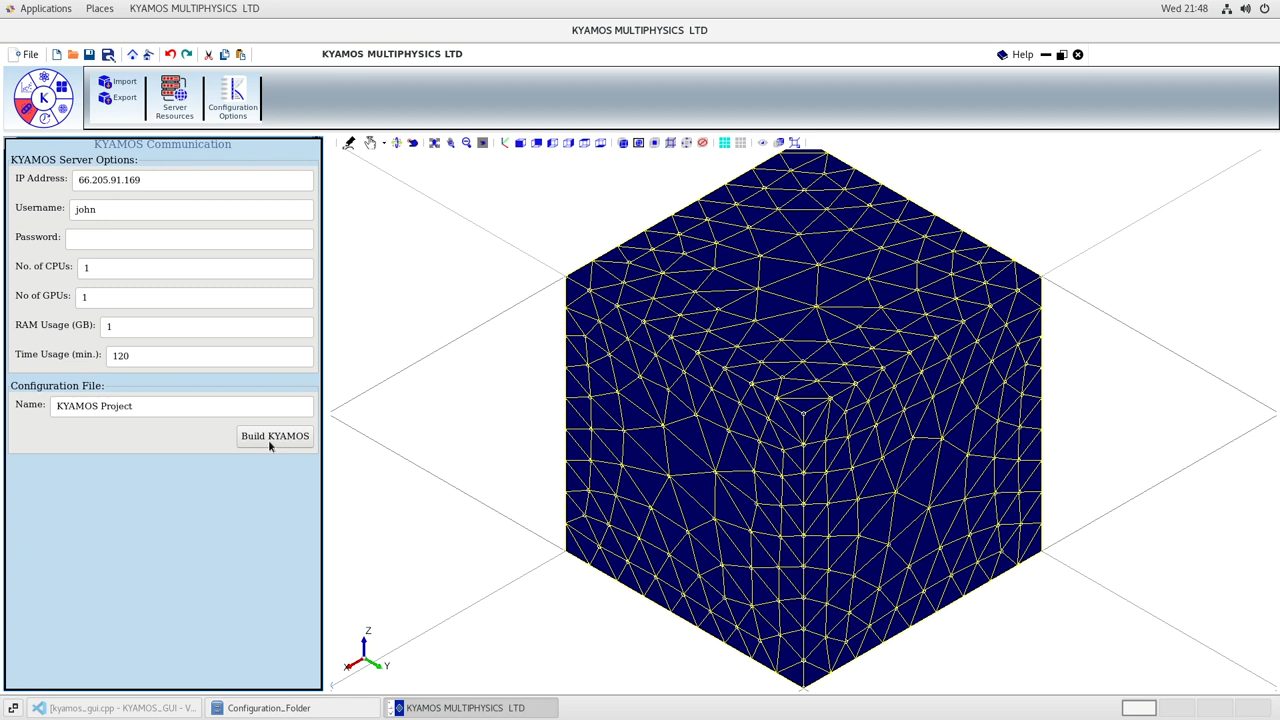 Applications Places KYAMOS MULTIPHYSICS LTD Wed 21:48
KYAMOS MULTIPHYSICS LTD
File KYAMOS MULTIPHYSICS LTD Help
K
Import
Export
Server
Resources
Configuration
Options
KYAMOS Communication
KYAMOS Server Options:
IP Address: 66.205.91.169
Username: john
Password:
No. of CPUs: 1
No of GPUs: 1
RAM Usage (GB): 1
Time Usage (min.): 120
Configuration File:
Name: KYAMOS Project
Build KYAMOS
Z
X
Y
[kyamos_gui.cpp - KYAMOS_GUI - V... Configuration_Folder KYAMOS MULTIPHYSICS LTD